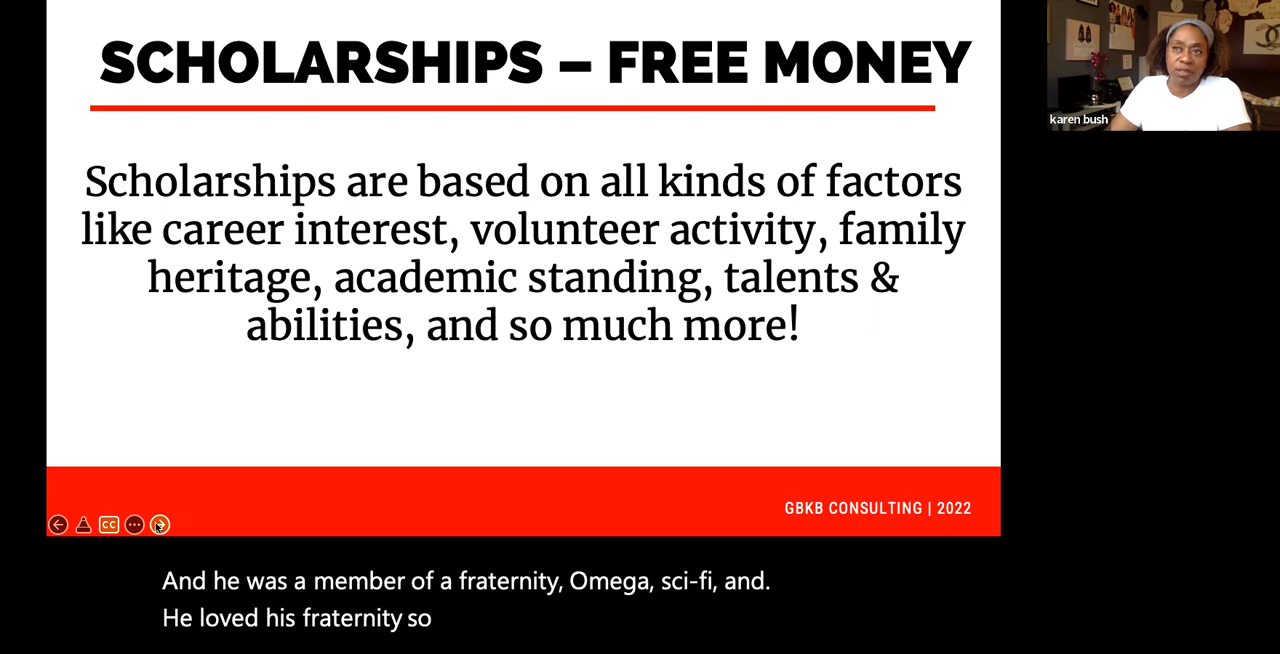 SCHOLARSHIPS – FREE MONEY
karen bush
Scholarships are based on all kinds of factors
like career interest, volunteer activity, family
heritage, academic standing, talents &
abilities, and so much more!
GBKB CONSULTING | 2022
CC
And he was a member of a fraternity, Omega, sci-fi, and.
He loved his fraternity so